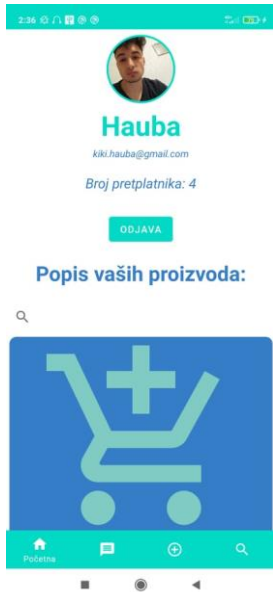 2:36
Hauba
kiki.hauba@gmail.com
Broj pretplatnika: 4
ODJAVA
Popis vaših proizvoda:
Početna